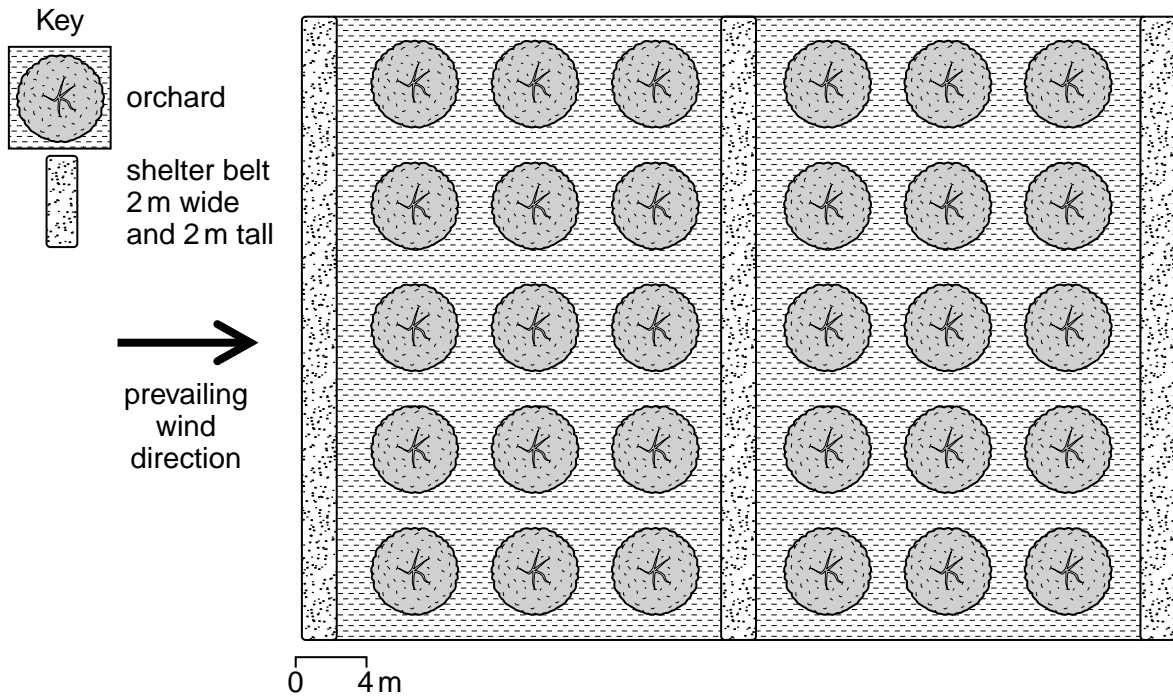 Key
orchard
shelter belt
2 m wide
and 2 m tall
prevailing
wind
direction
0 4 m